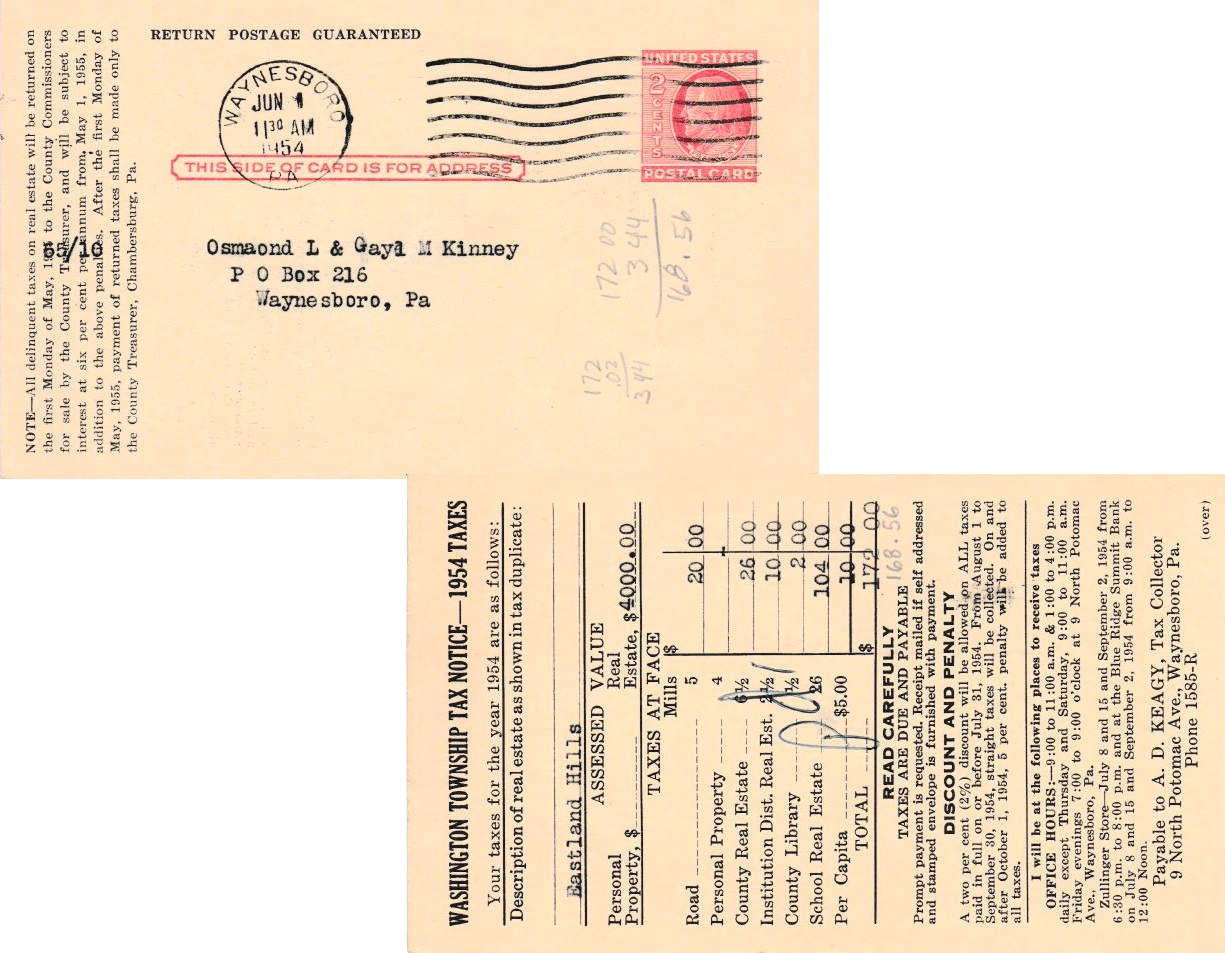 RETURN POSTAGE GUARANTEED
WAYNESBORO
JUN 1
11 30 AM
1954
PA
UNITED STATES
2
CENTS
POSTAL CARD
THIS SIDE OF CARD IS FOR ADDRESS
65/10
Osmaond L & Gayl M Kinney
P O Box 216
Waynesboro, Pa
172 00
3 44
168.56
172
.02
3 44
NOTE—All delinquent taxes on real estate will be returned on
the first Monday of May, to the County Commissioners
for sale by the County Treasurer, and will be subject to
interest at six per cent per annum from, May 1, 1955, in
addition to the above penalties. After the first Monday of
May, 1955, payment of returned taxes shall be made only to
the County Treasurer, Chambersburg, Pa.
WASHINGTON TOWNSHIP TAX NOTICE—1954 TAXES
Your taxes for the year 1954 are as follows:
Description of real estate as shown in tax duplicate:
Eastland Hills
ASSESSED VALUE
Personal Real
Property, $ Estate, $4000.00
TAXES AT FACE
Mills $
Road 5 20 00
Personal Property 4 -
County Real Estate 6½ 26 00
Institution Dist. Real Est. 2½ 10 00
County Library ½ 2 00
School Real Estate 26 104 00
Per Capita $5.00 10 00
TOTAL $ 172 00
Pd
168.56
READ CAREFULLY
TAXES ARE DUE AND PAYABLE
Prompt payment is requested. Receipt mailed if self addressed
and stamped envelope is furnished with payment.
DISCOUNT AND PENALTY
A two per cent (2%) discount will be allowed on ALL taxes
paid in full on or before July 31, 1954. From August 1 to
September 30, 1954, straight taxes will be collected. On and
after October 1, 1954, 5 per cent. penalty will be added to
all taxes.
I will be at the following places to receive taxes
OFFICE HOURS:—9:00 to 11:00 a.m. & 1:00 to 4:00 p.m.
daily except Thursday and Saturday, 9:00 to 11:00 a.m.
Friday evenings 7:00 to 9:00 o'clock at 9 North Potomac
Ave., Waynesboro, Pa.
Zullinger Store—July 8 and 15 and September 2, 1954 from
6:30 p.m. to 8:00 p.m. and at the Blue Ridge Summit Bank
on July 8 and 15 and September 2, 1954 from 9:00 a.m. to
12:00 Noon.
Payable to A. D. KEAGY, Tax Collector
9 North Potomac Ave., Waynesboro, Pa.
Phone 1585-R
(over)